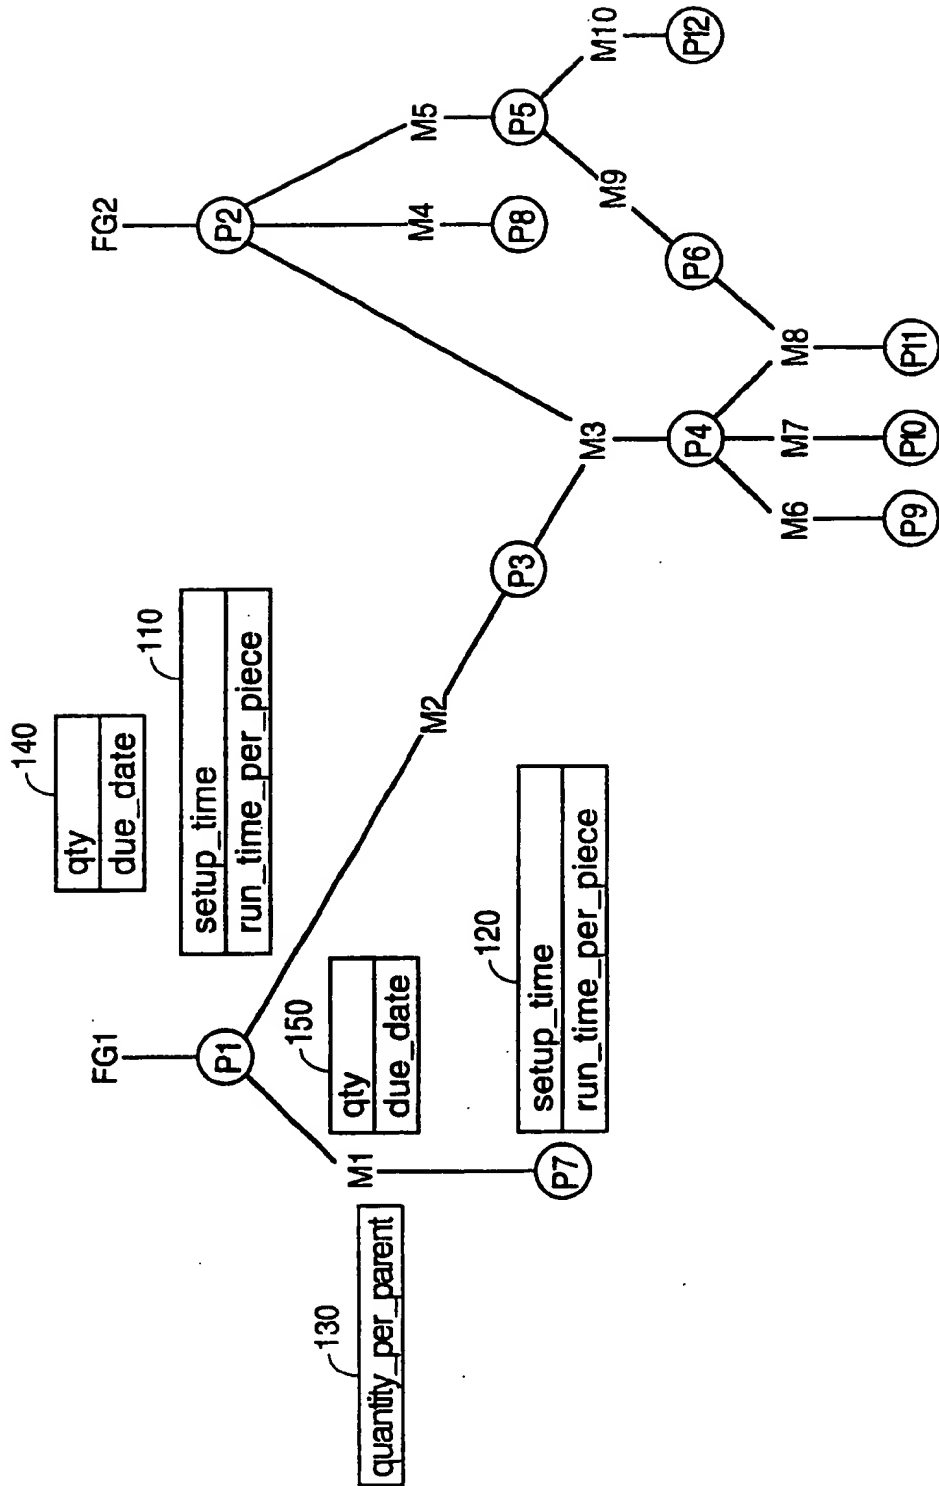 FG1
FG2
140
qty
due_date
110
setup_time
run_time_per_piece
P1
P2
150
qty
due_date
130
quantity_per_parent
M1
M2
M4
M5
120
setup_time
run_time_per_piece
P7
P3
P8
P5
M3
M9
M10
P4
P6
P12
M6
M7
M8
P9
P10
P11